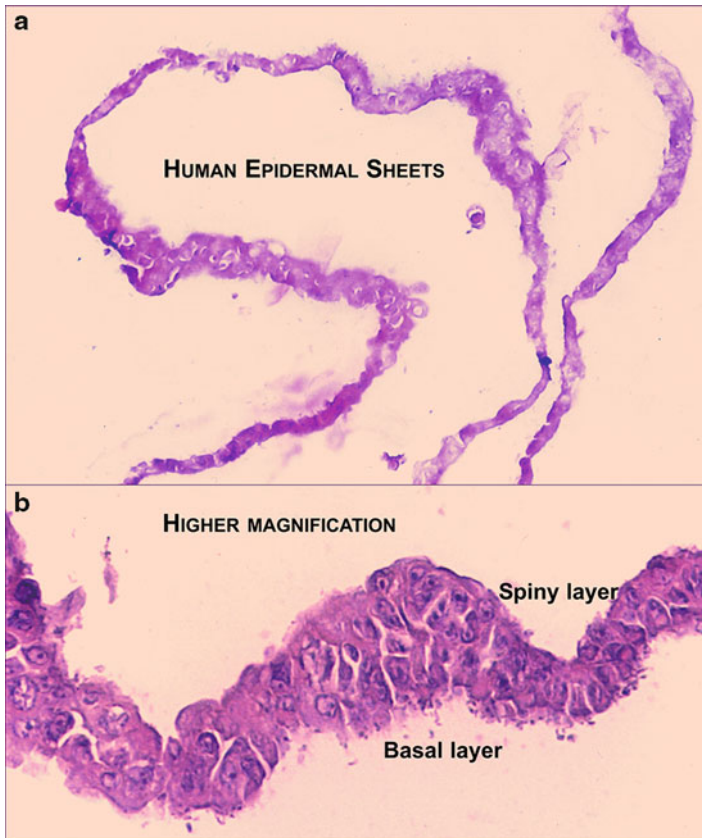 a
HUMAN EPIDERMAL SHEETS
b
HIGHER MAGNIFICATION
Spiny layer
Basal layer